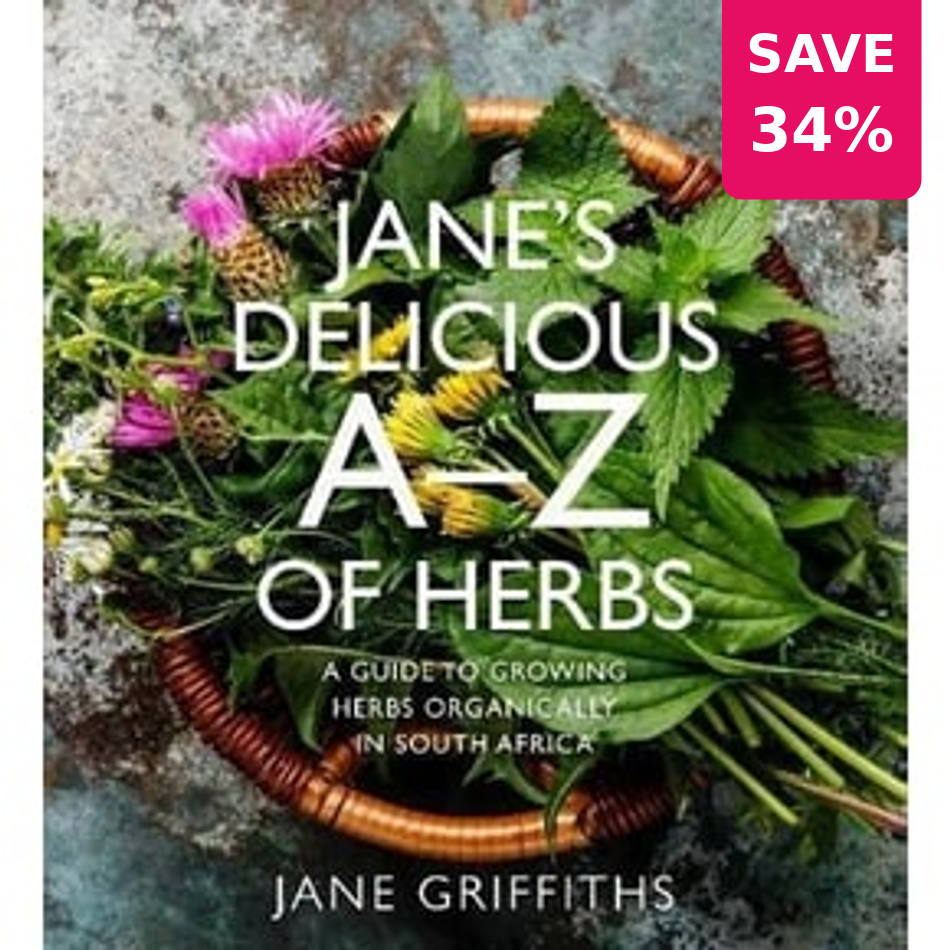 SAVE
34%
JANE'S
DELICIOUS
A–Z
OF HERBS
A GUIDE TO GROWING
HERBS ORGANICALLY
IN SOUTH AFRICA
JANE GRIFFITHS